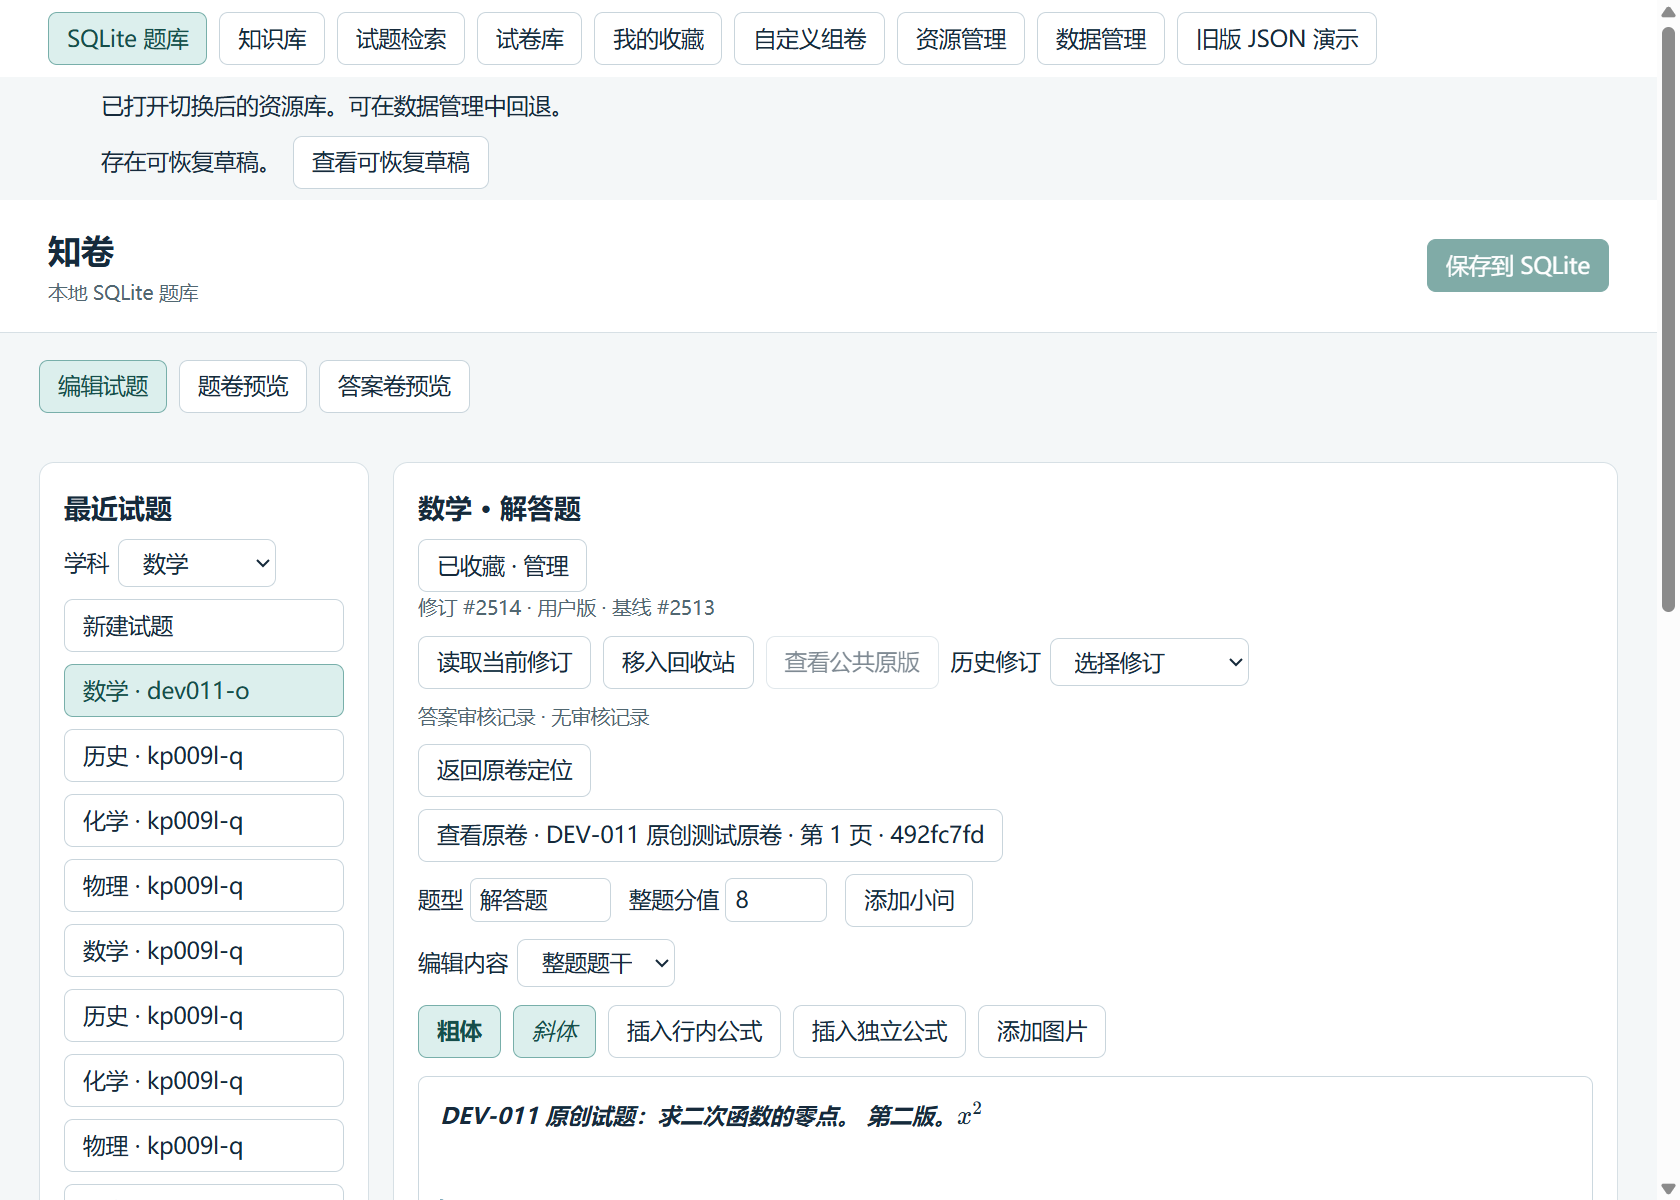 SQLite 题库 知识库 试题检索 试卷库 我的收藏 自定义组卷 资源管理 数据管理 旧版 JSON 演示
已打开切换后的资源库。可在数据管理中回退。
存在可恢复草稿。 查看可恢复草稿
知卷
本地 SQLite 题库
保存到 SQLite
编辑试题 题卷预览 答案卷预览
最近试题
学科 数学
新建试题
数学 · dev011-o
历史 · kp009l-q
化学 · kp009l-q
物理 · kp009l-q
数学 · kp009l-q
历史 · kp009l-q
化学 · kp009l-q
物理 · kp009l-q
数学 • 解答题
已收藏 · 管理
修订 #2514 · 用户版 · 基线 #2513
读取当前修订 移入回收站 查看公共原版 历史修订 选择修订
答案审核记录 · 无审核记录
返回原卷定位
查看原卷 · DEV-011 原创测试原卷 · 第 1 页 · 492fc7fd
题型 解答题 整题分值 8 添加小问
编辑内容 整题题干
粗体 斜体 插入行内公式 插入独立公式 添加图片
DEV-011 原创试题：求二次函数的零点。 第二版。x²